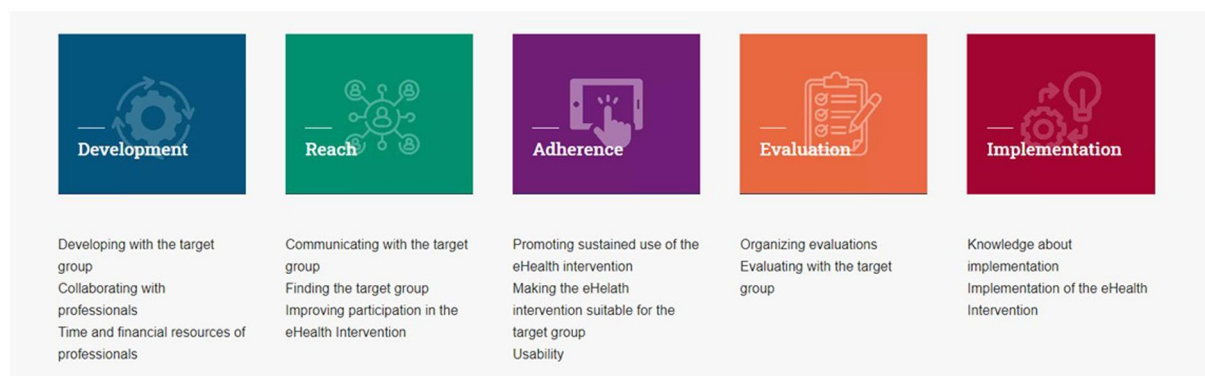 Development
Developing with the target
group
Collaborating with
professionals
Time and financial resources of
professionals
Reach
Communicating with the target
group
Finding the target group
Improving participation in the
eHealth Intervention
Adherence
Promoting sustained use of the
eHealth intervention
Making the eHelath
intervention suitable for the
target group
Usability
Evaluation
Organizing evaluations
Evaluating with the target
group
Implementation
Knowledge about
implementation
Implementation of the eHealth
Intervention